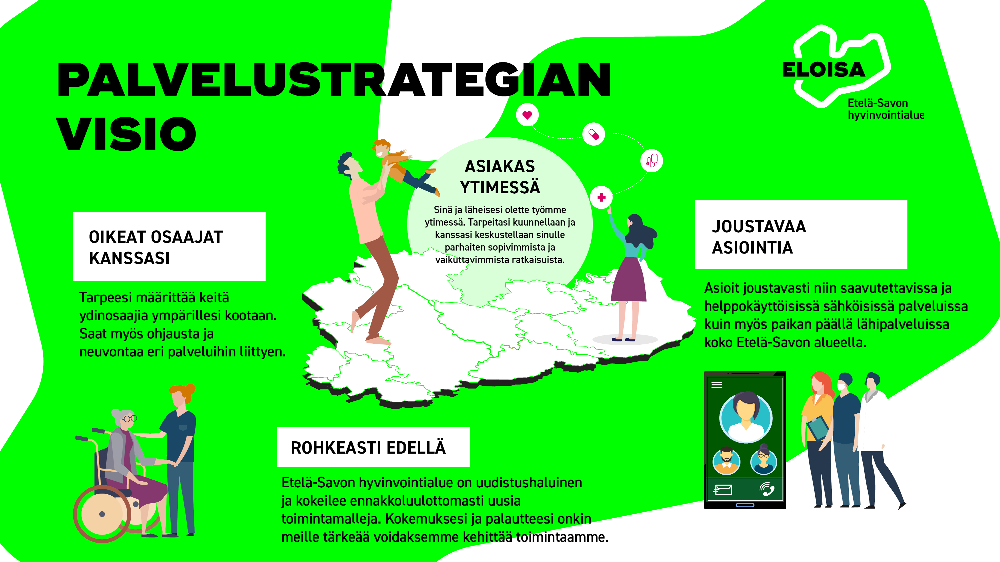 PALVELUSTRATEGIAN
VISIO
ELOISA
Etelä-Savon
hyvinvointialue
ASIAKAS
YTIMESSÄ
Sinä ja läheisesi olette työmme
ytimessä. Tarpeitasi kuunnellaan ja
kanssasi keskustellaan sinulle
parhaiten sopivimmista ja
vaikuttavimmista ratkaisuista.
OIKEAT OSAAJAT
KANSSASI
Tarpeesi määrittää keitä
ydinosaajia ympärillesi kootaan.
Saat myös ohjausta ja
neuvontaa eri palveluihin liittyen.
JOUSTAVAA
ASIOINTIA
Asioit joustavasti niin saavutettavissa ja
helppokäyttöisissä sähköisissä palveluissa
kuin myös paikan päällä lähipalveluissa
koko Etelä-Savon alueella.
ROHKEASTI EDELLÄ
Etelä-Savon hyvinvointialue on uudistushaluinen
ja kokeilee ennakkoluulottomasti uusia
toimintamalleja. Kokemuksesi ja palautteesi onkin
meille tärkeää voidaksemme kehittää toimintaamme.